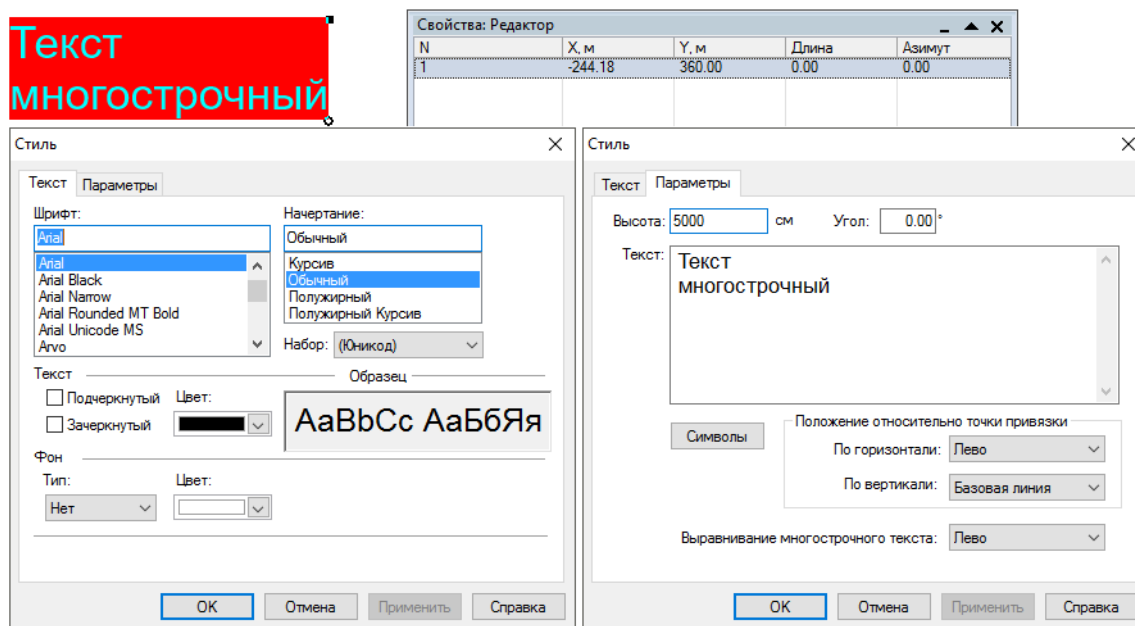 Текст
многострочный
Свойства: Редактор
N X, м Y, м Длина Азимут
1 -244.18 360.00 0.00 0.00
Стиль
Текст Параметры
Шрифт: Начертание:
Arial Обычный
Arial Курсив
Arial Black Обычный
Arial Narrow Полужирный
Arial Rounded MT Bold Полужирный Курсив
Arial Unicode MS
Arvo Набор: (Юникод)
Текст Образец
Подчеркнутый Цвет:
Зачеркнутый AaBbCc АаБбЯя
Фон
Тип: Цвет:
Нет
OK Отмена Применить Справка
Стиль
Текст Параметры
Высота: 5000 см Угол: 0.00°
Текст: Текст
многострочный
Символы Положение относительно точки привязки
По горизонтали: Лево
По вертикали: Базовая линия
Выравнивание многострочного текста: Лево
OK Отмена Применить Справка